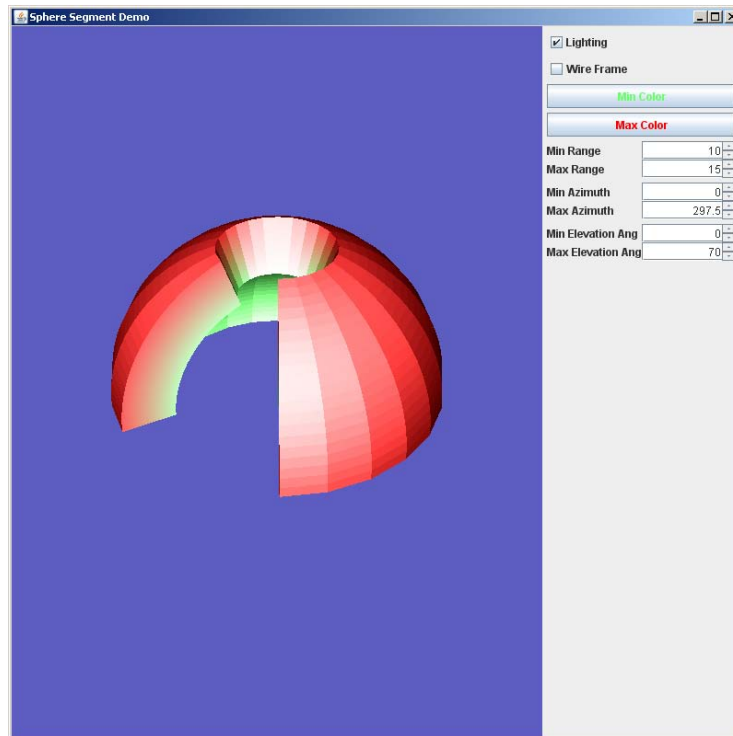 Sphere Segment Demo
Lighting
Wire Frame
Min Color
Max Color
Min Range 10
Max Range 15
Min Azimuth 0
Max Azimuth 297.5
Min Elevation Ang 0
Max Elevation Ang 70